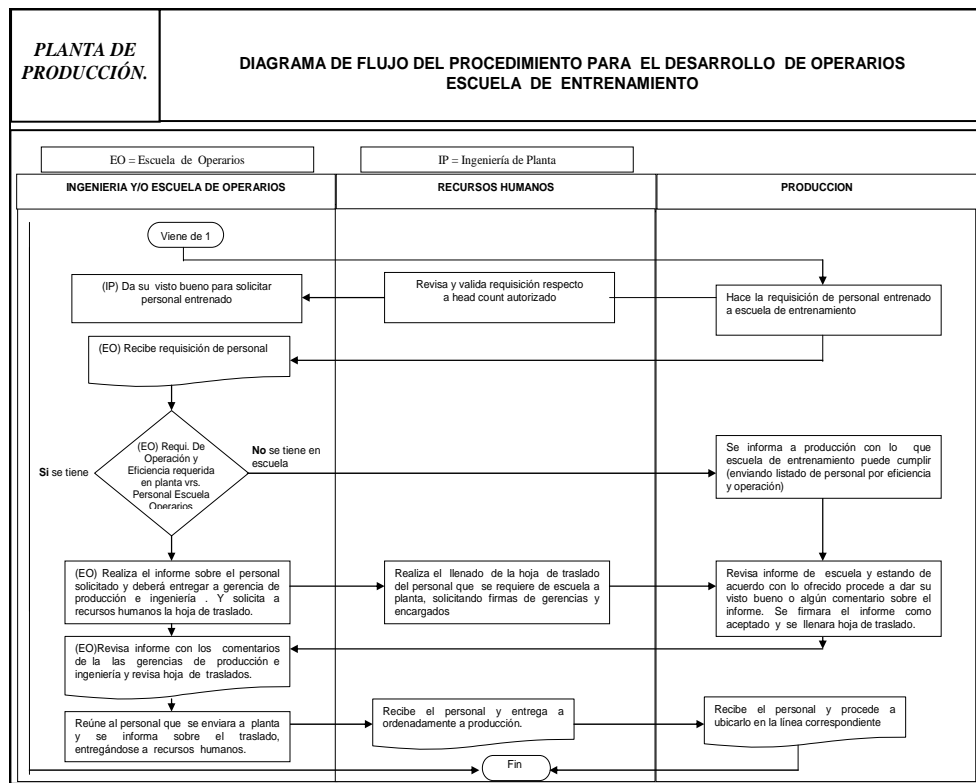 PLANTA DE
PRODUCCIÓN.
DIAGRAMA DE FLUJO DEL PROCEDIMIENTO PARA EL DESARROLLO DE OPERARIOS
ESCUELA DE ENTRENAMIENTO
EO = Escuela de Operarios
IP = Ingeniería de Planta
INGENIERIA Y/O ESCUELA DE OPERARIOS
RECURSOS HUMANOS
PRODUCCION
Viene de 1
(IP) Da su visto bueno para solicitar
personal entrenado
Revisa y valida requisición respecto
a head count autorizado
Hace la requisición de personal entrenado
a escuela de entrenamiento
(EO) Recibe requisición de personal
(EO) Requi. De
Operación y
Eficiencia requerida
en planta vrs.
Personal Escuela
Operarios
Si se tiene
No se tiene en
escuela
Se informa a producción con lo que
escuela de entrenamiento puede cumplir
(enviando listado de personal por eficiencia
y operación)
(EO) Realiza el informe sobre el personal
solicitado y deberá entregar a gerencia de
producción e ingeniería . Y solicita a
recursos humanos la hoja de traslado.
Realiza el llenado de la hoja de traslado
del personal que se requiere de escuela a
planta, solicitando firmas de gerencias y
encargados
Revisa informe de escuela y estando de
acuerdo con lo ofrecido procede a dar su
visto bueno o algún comentario sobre el
informe. Se firmara el informe como
aceptado y se llenara hoja de traslado.
(EO)Revisa informe con los comentarios
de la las gerencias de producción e
ingeniería y revisa hoja de traslados.
Reúne al personal que se enviara a planta
y se informa sobre el traslado,
entregándose a recursos humanos.
Recibe el personal y entrega a
ordenadamente a producción.
Recibe el personal y procede a
ubicarlo en la línea correspondiente
Fin